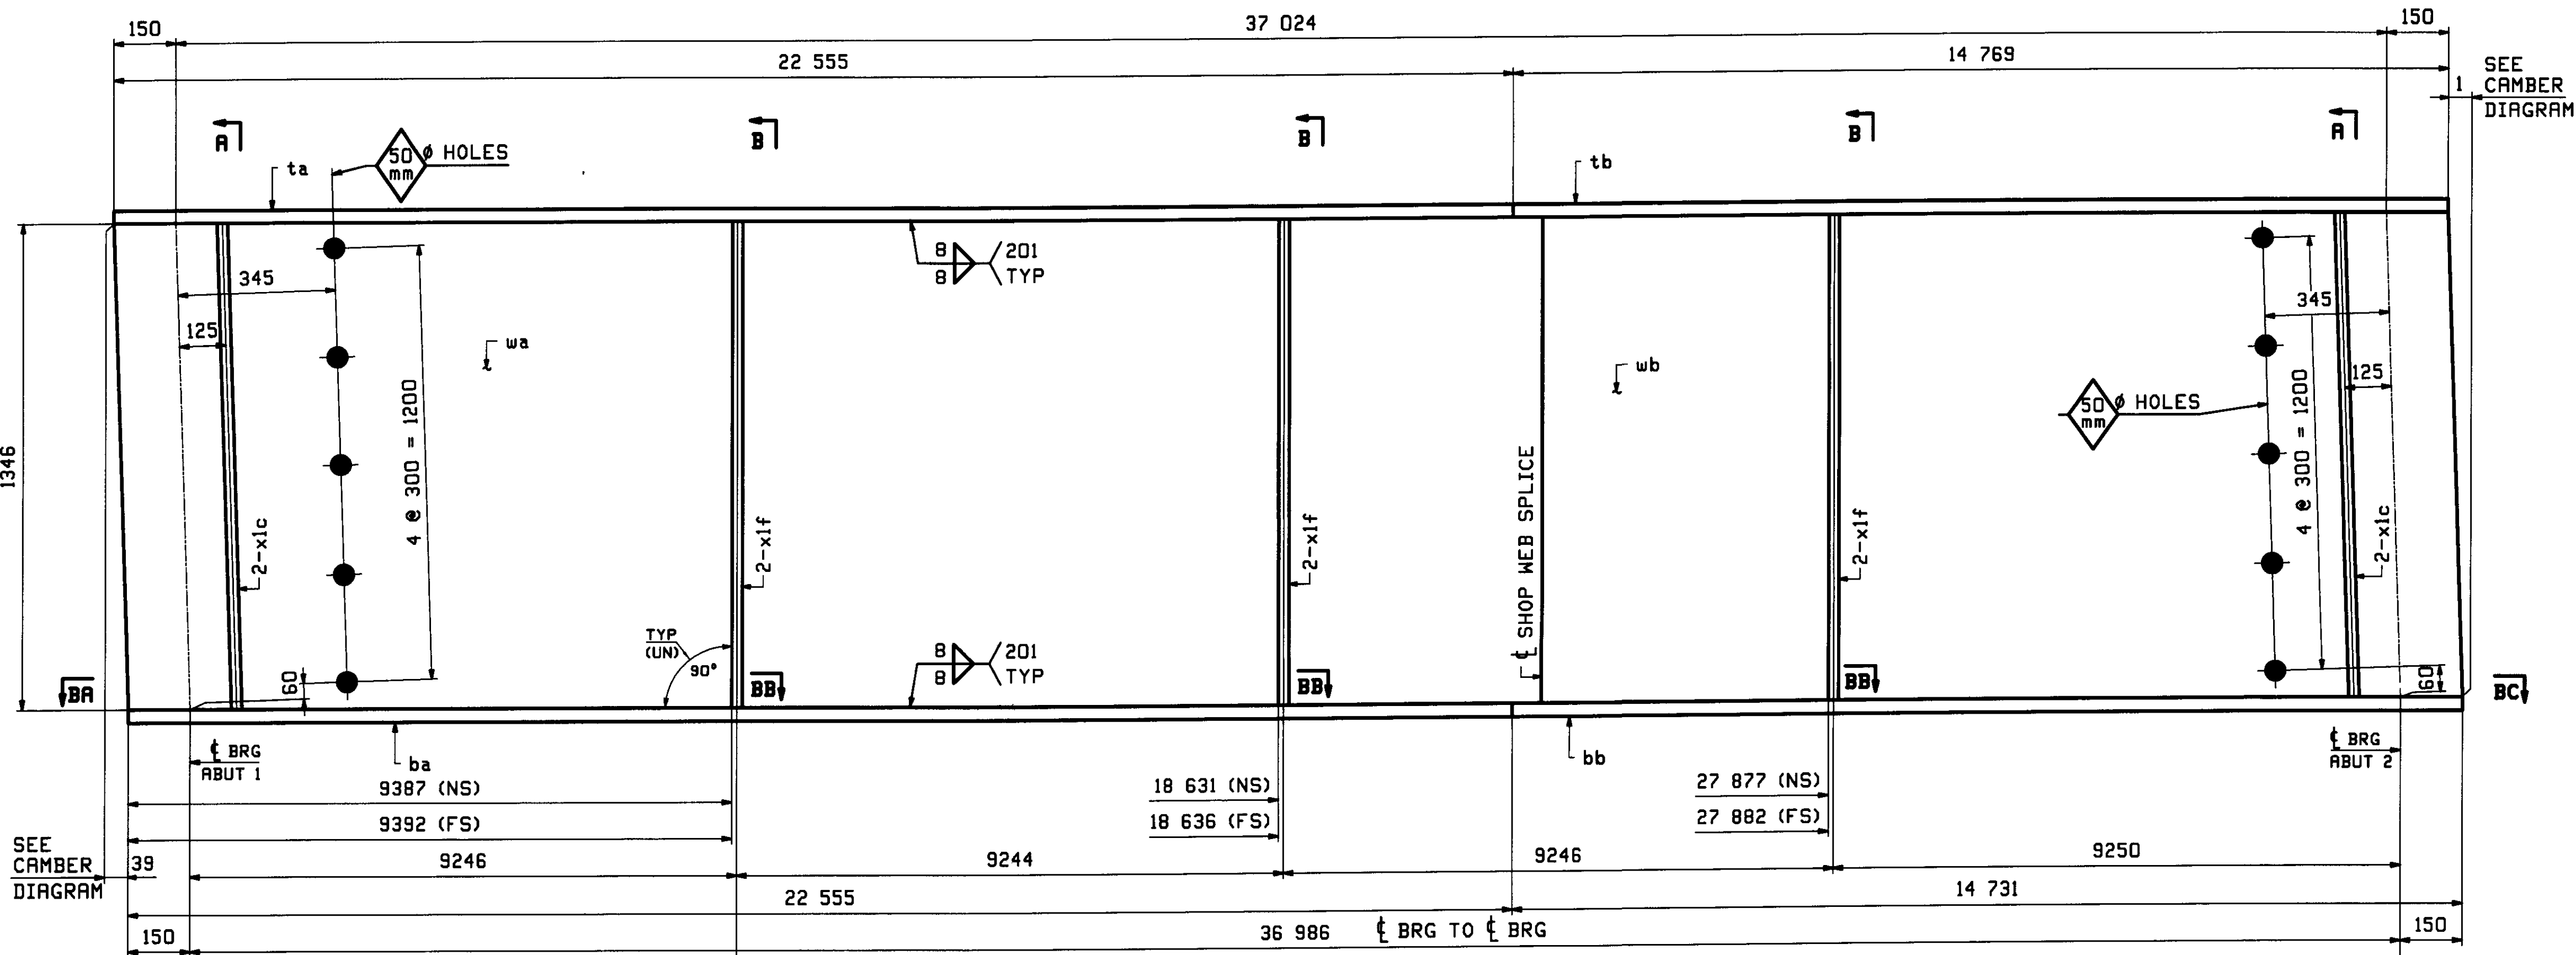 150
37 024
150
22 555
14 769
1
SEE
CAMBER
DIAGRAM
A
B
B
B
A
50
mm
Ø HOLES
ta
tb
8
8
201
TYP
345
125
wa
wb
345
125
50
mm
Ø HOLES
1346
4 @ 300 = 1200
4 @ 300 = 1200
2-x1c
2-x1f
2-x1f
℄ SHOP WEB SPLICE
2-x1f
2-x1c
TYP
(UN)
90°
8
8
201
TYP
60
60
BA
BB
BB
BB
BC
℄ BRG
ABUT 1
ba
bb
℄ BRG
ABUT 2
9387 (NS)
9392 (FS)
18 631 (NS)
18 636 (FS)
27 877 (NS)
27 882 (FS)
SEE
CAMBER
DIAGRAM
39
9246
9244
9246
9250
22 555
14 731
150
36 986 ℄ BRG TO ℄ BRG
150